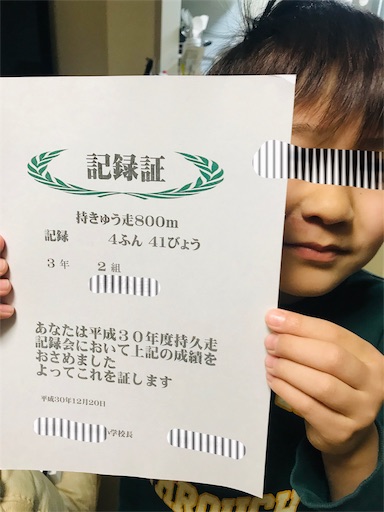 記録証
持きゅう走800m
記録 4ふん 41びょう
3年 2組
あなたは平成30年度持久走
記録会において上記の成績を
おさめました
よってこれを証します
平成30年12月20日
小学校長